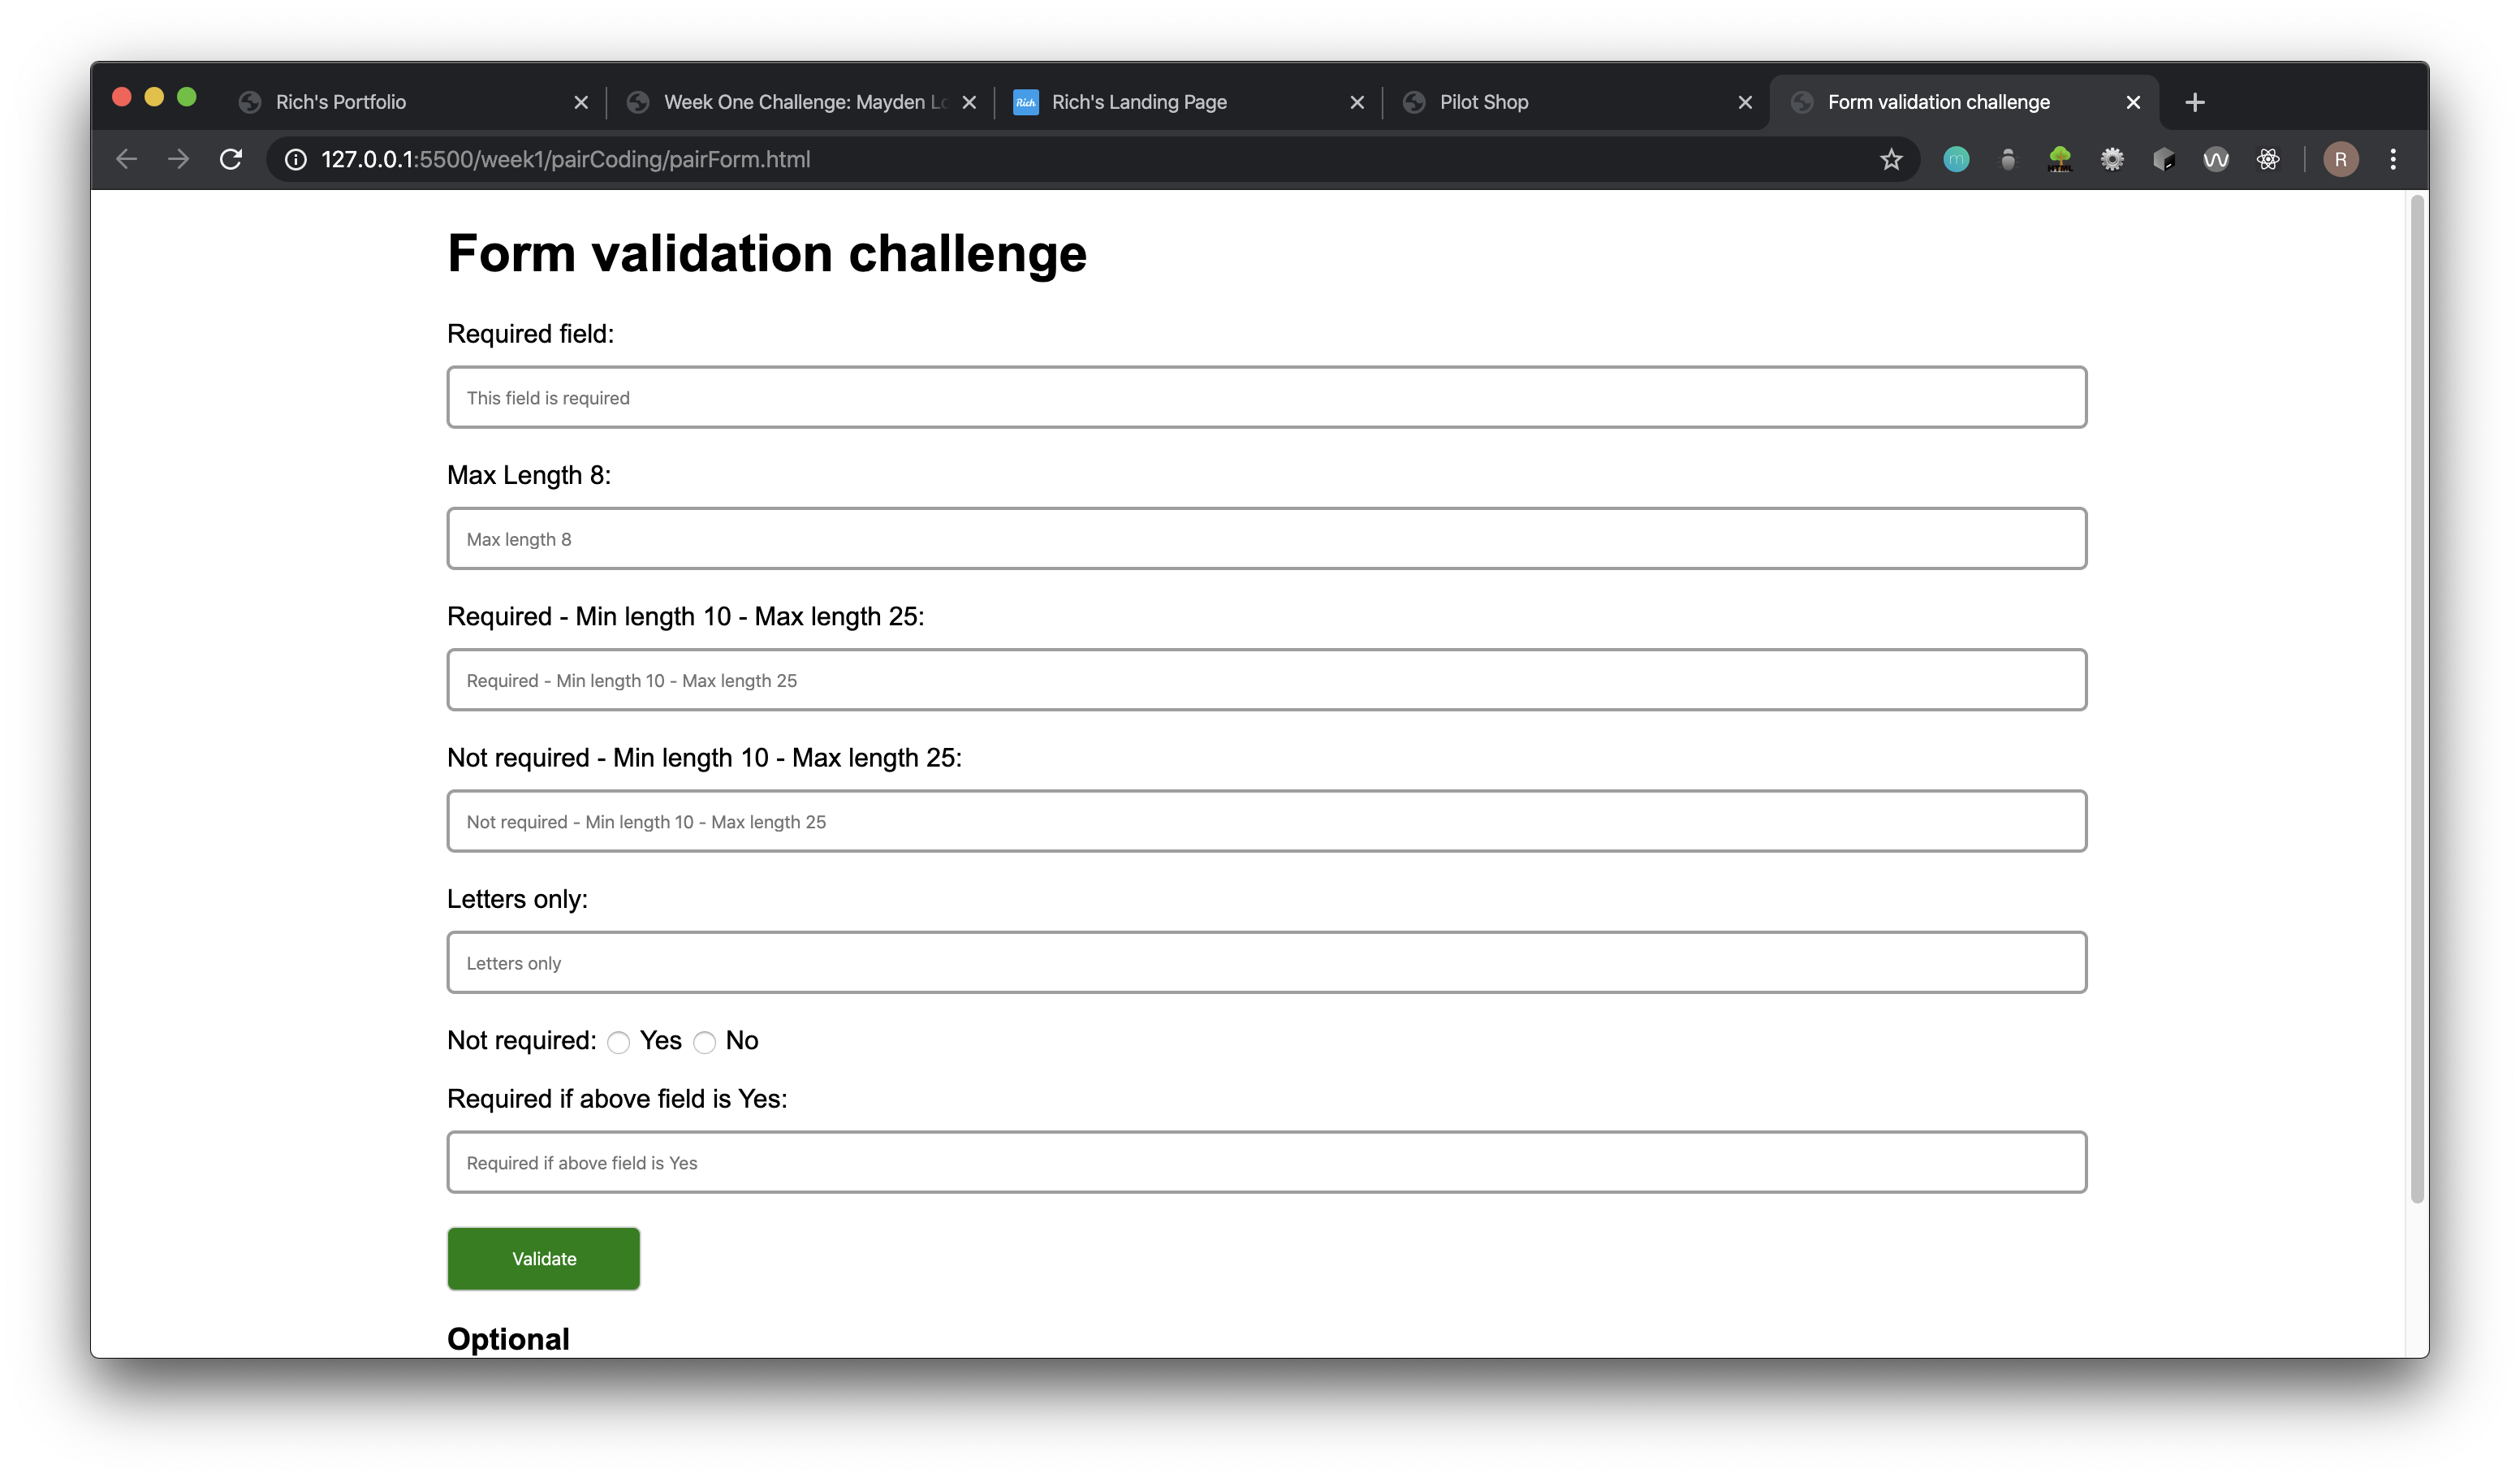 Rich's Portfolio
Week One Challenge: Mayden
Rich
Rich's Landing Page
Pilot Shop
Form validation challenge
127.0.0.1:5500/week1/pairCoding/pairForm.html
m
HTML
R
Form validation challenge
Required field:
This field is required
Max Length 8:
Max length 8
Required - Min length 10 - Max length 25:
Required - Min length 10 - Max length 25
Not required - Min length 10 - Max length 25:
Not required - Min length 10 - Max length 25
Letters only:
Letters only
Not required: Yes No
Required if above field is Yes:
Required if above field is Yes
Validate
Optional